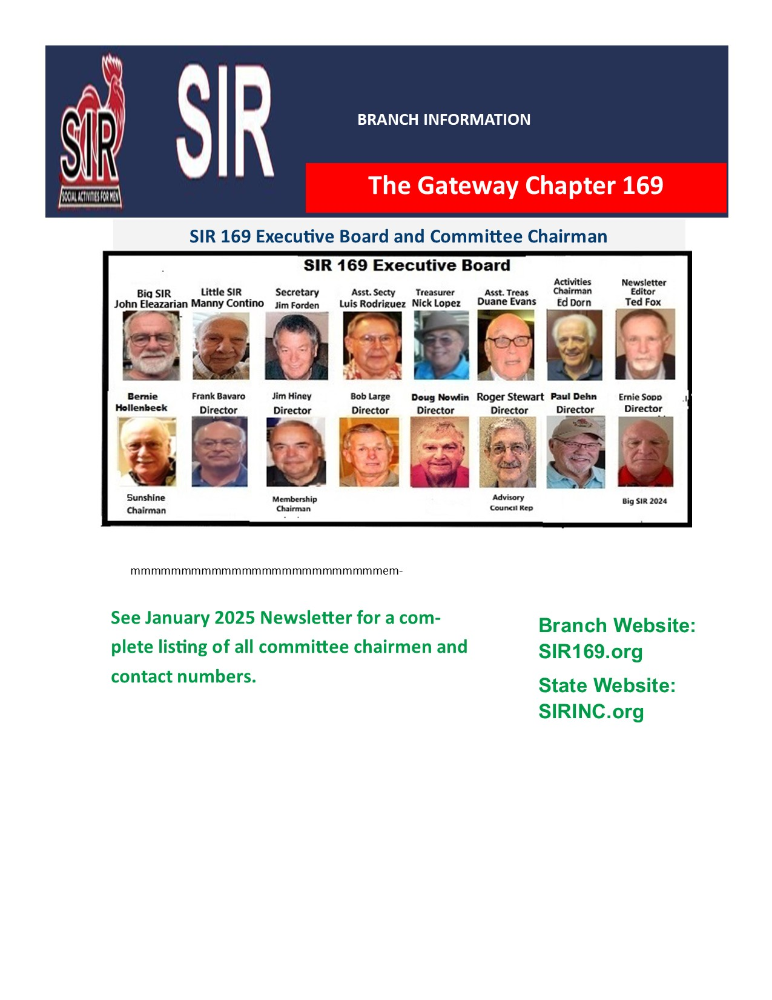 SIR
SOCIAL ACTIVITIES FOR MEN
SIR
BRANCH INFORMATION
The Gateway Chapter 169
SIR 169 Executive Board and Committee Chairman
SIR 169 Executive Board
Big SIR
John Eleazarian
Little SIR
Manny Contino
Secretary
Jim Forden
Asst. Secty
Luis Rodriguez
Treasurer
Nick Lopez
Asst. Treas
Duane Evans
Activities
Chairman
Ed Dorn
Newsletter
Editor
Ted Fox
Bernie
Hollenbeck
Frank Bavaro
Director
Jim Hiney
Director
Bob Large
Director
Doug Nowlin
Director
Roger Stewart
Director
Paul Dehn
Director
Ernie Sopp
Director
Sunshine
Chairman
Membership
Chairman
Advisory
Council Rep
Big SIR 2024
mmmmmmmmmmmmmmmmmmmmmmmmmem-
See January 2025 Newsletter for a com-
plete listing of all committee chairmen and
contact numbers.
Branch Website:
SIR169.org
State Website:
SIRINC.org